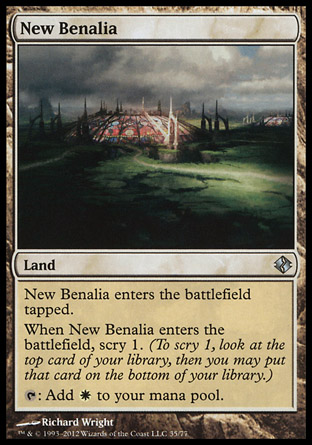 New Benalia
Land
New Benalia enters the battlefield
tapped.
When New Benalia enters the
battlefield, scry 1. (To scry 1, look at the
top card of your library, then you may put
that card on the bottom of your library.)
: Add to your mana pool.
Richard Wright
™ & © 1993–2012 Wizards of the Coast LLC 35/77